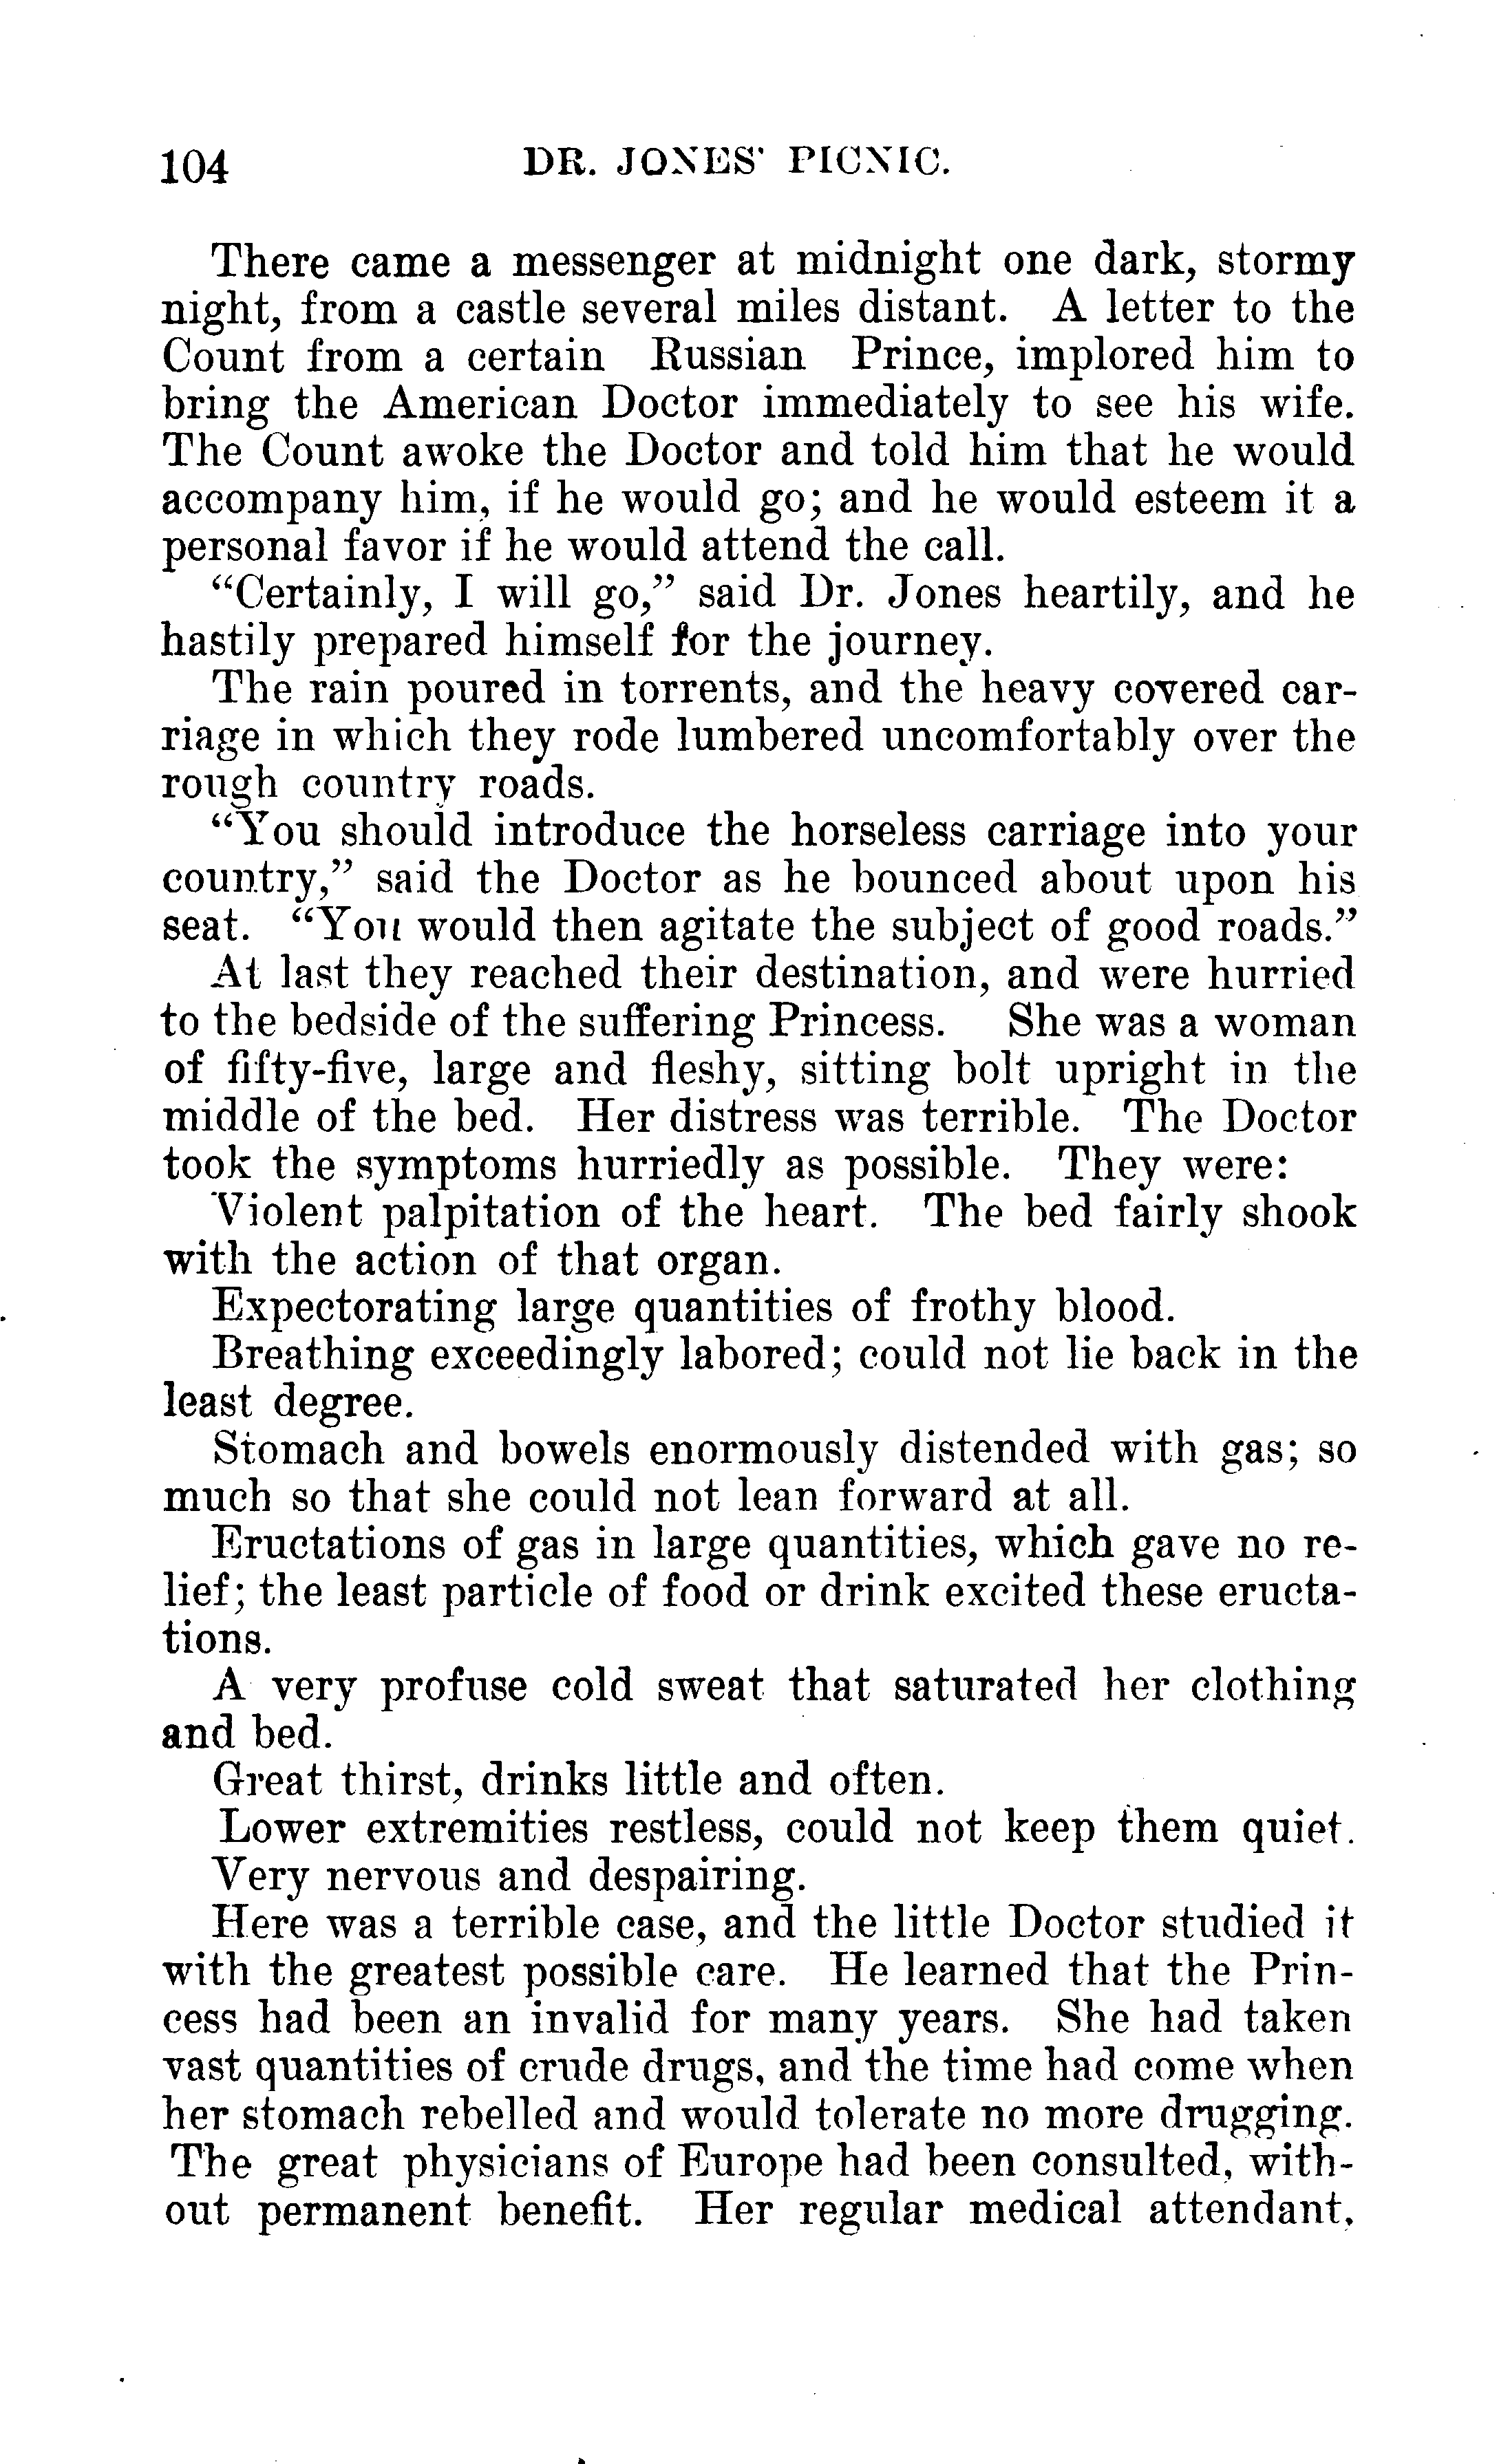 104 DR. JONES' PICNIC.
There came a messenger at midnight one dark, stormy
night, from a castle several miles distant. A letter to the
Count from a certain Russian Prince, implored him to
bring the American Doctor immediately to see his wife.
The Count awoke the Doctor and told him that he would
accompany him, if he would go; and he would esteem it a
personal favor if he would attend the call.
“Certainly, I will go,” said Dr. Jones heartily, and he
hastily prepared himself for the journey.
The rain poured in torrents, and the heavy covered car-
riage in which they rode lumbered uncomfortably over the
rough country roads.
“You should introduce the horseless carriage into your
country,” said the Doctor as he bounced about upon his
seat. “You would then agitate the subject of good roads.”
At last they reached their destination, and were hurried
to the bedside of the suffering Princess. She was a woman
of fifty-five, large and fleshy, sitting bolt upright in the
middle of the bed. Her distress was terrible. The Doctor
took the symptoms hurriedly as possible. They were:
Violent palpitation of the heart. The bed fairly shook
with the action of that organ.
Expectorating large quantities of frothy blood.
Breathing exceedingly labored; could not lie back in the
least degree.
Stomach and bowels enormously distended with gas; so
much so that she could not lean forward at all.
Eructations of gas in large quantities, which gave no re-
lief; the least particle of food or drink excited these eructa-
tions.
A very profuse cold sweat that saturated her clothing
and bed.
Great thirst, drinks little and often.
Lower extremities restless, could not keep them quiet.
Very nervous and despairing.
Here was a terrible case, and the little Doctor studied it
with the greatest possible care. He learned that the Prin-
cess had been an invalid for many years. She had taken
vast quantities of crude drugs, and the time had come when
her stomach rebelled and would tolerate no more drugging.
The great physicians of Europe had been consulted, with-
out permanent benefit. Her regular medical attendant,